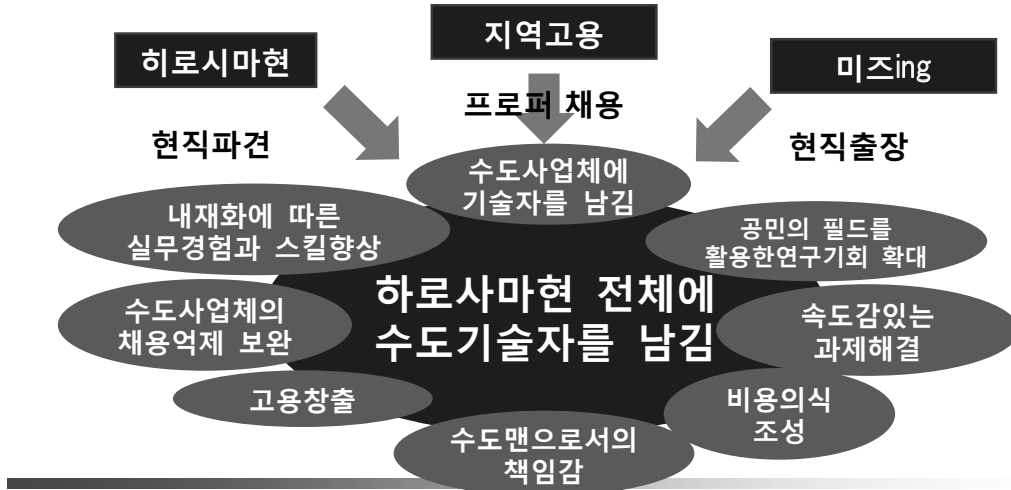 지역고용
히로시마현
미즈ing
프로퍼 채용
현직파견
현직출장
수도사업체에
기술자를 남김
내재화에 따른
실무경험과 스킬향상
공민의 필드를
활용한연구기회 확대
하로사마현 전체에
수도기술자를 남김
수도사업체의
채용억제 보완
속도감있는
과제해결
고용창출
비용의식
조성
수도맨으로서의
책임감